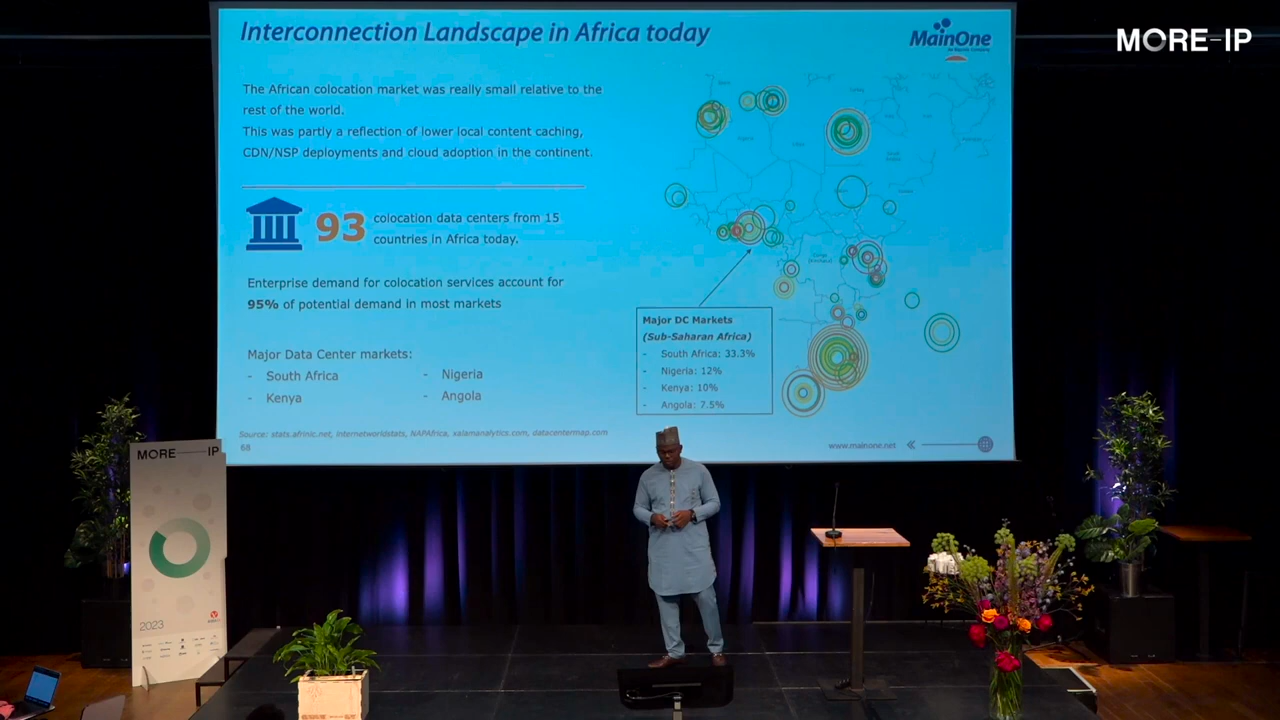 Interconnection Landscape in Africa today
MainOne
MORE-IP
The African colocation market was really small relative to the
rest of the world.
This was partly a reflection of lower local content caching,
CDN/NSP deployments and cloud adoption in the continent.
93
colocation data centers from 15
countries in Africa today.
Enterprise demand for colocation services account for
95% of potential demand in most markets
Major Data Center markets:
- South Africa
- Nigeria
- Kenya
- Angola
Major DC Markets
(Sub-Saharan Africa)
- South Africa: 33.3%
- Nigeria: 12%
- Kenya: 10%
- Angola: 7.5%
Source: stats.afrinic.net, internetworldstats, NAPAfrica, xalamanalytics.com, datacentermap.com
68
www.mainone.net
MORE IP
2023